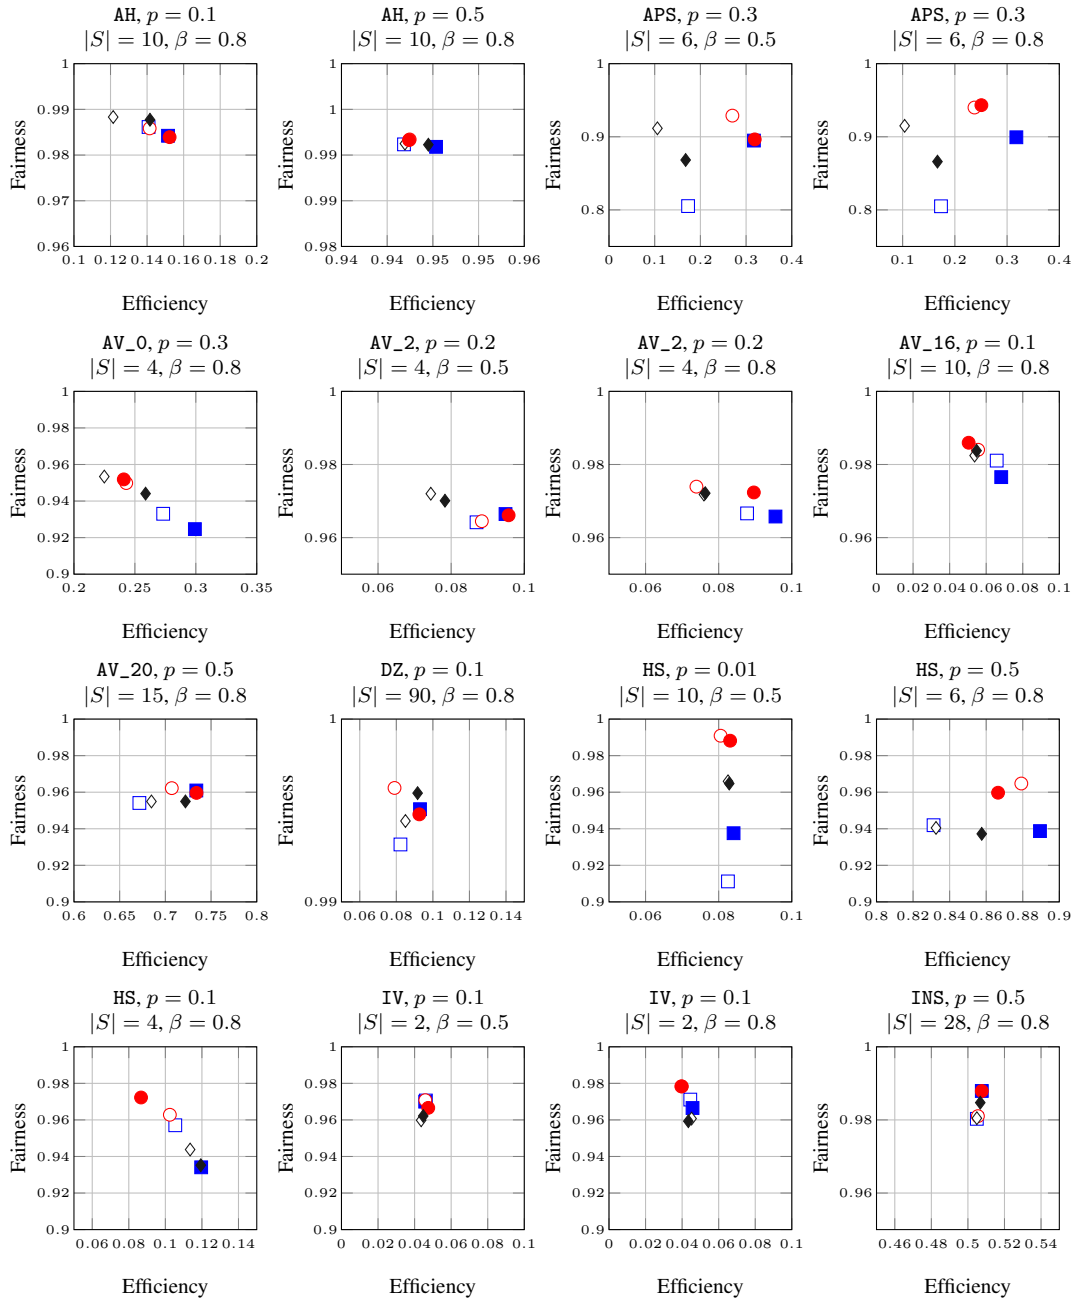 AH, p = 0.1
|S| = 10, β = 0.8
AH, p = 0.5
|S| = 10, β = 0.8
APS, p = 0.3
|S| = 6, β = 0.5
APS, p = 0.3
|S| = 6, β = 0.8
Fairness
1
0.99
0.98
0.97
0.96
0.1 0.12 0.14 0.16 0.18 0.2
Efficiency
Fairness
1
1
0.99
0.99
0.98
0.94 0.94 0.95 0.95 0.96
Efficiency
Fairness
1
0.9
0.8
0 0.1 0.2 0.3 0.4
Efficiency
Fairness
1
0.9
0.8
0.1 0.2 0.3 0.4
Efficiency
AV_0, p = 0.3
|S| = 4, β = 0.8
AV_2, p = 0.2
|S| = 4, β = 0.5
AV_2, p = 0.2
|S| = 4, β = 0.8
AV_16, p = 0.1
|S| = 10, β = 0.8
Fairness
1
0.98
0.96
0.94
0.92
0.9
0.2 0.25 0.3 0.35
Efficiency
Fairness
1
0.98
0.96
0.06 0.08 0.1
Efficiency
Fairness
1
0.98
0.96
0.06 0.08 0.1
Efficiency
Fairness
1
0.98
0.96
0 0.02 0.04 0.06 0.08 0.1
Efficiency
AV_20, p = 0.5
|S| = 15, β = 0.8
DZ, p = 0.1
|S| = 90, β = 0.8
HS, p = 0.01
|S| = 10, β = 0.5
HS, p = 0.5
|S| = 6, β = 0.8
Fairness
1
0.98
0.96
0.94
0.92
0.9
0.6 0.65 0.7 0.75 0.8
Efficiency
Fairness
1
0.99
0.06 0.08 0.1 0.12 0.14
Efficiency
Fairness
1
0.98
0.96
0.94
0.92
0.9
0.06 0.08 0.1
Efficiency
Fairness
1
0.98
0.96
0.94
0.92
0.9
0.8 0.82 0.84 0.86 0.88 0.9
Efficiency
HS, p = 0.1
|S| = 4, β = 0.8
IV, p = 0.1
|S| = 2, β = 0.5
IV, p = 0.1
|S| = 2, β = 0.8
INS, p = 0.5
|S| = 28, β = 0.8
Fairness
1
0.98
0.96
0.94
0.92
0.9
0.06 0.08 0.1 0.12 0.14
Efficiency
Fairness
1
0.98
0.96
0.94
0.92
0.9
0 0.02 0.04 0.06 0.08 0.1
Efficiency
Fairness
1
0.98
0.96
0.94
0.92
0.9
0 0.02 0.04 0.06 0.08 0.1
Efficiency
Fairness
1
0.98
0.96
0.46 0.48 0.5 0.52 0.54
Efficiency